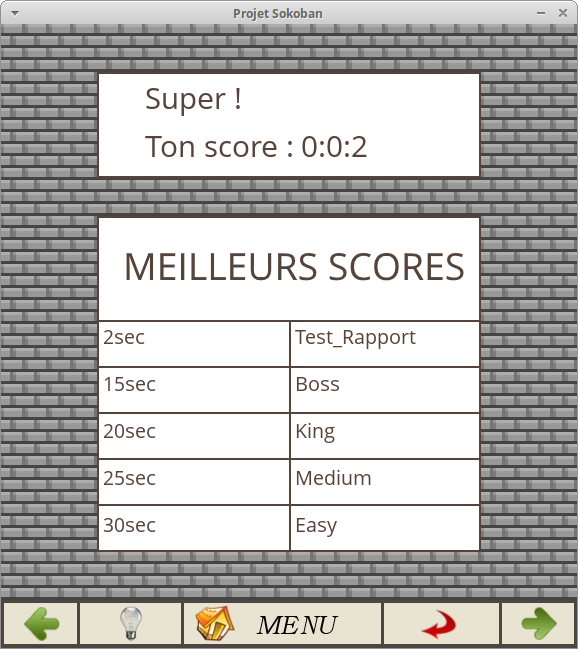 Projet Sokoban
Super !
Ton score : 0:0:2
MEILLEURS SCORES
2sec Test_Rapport
15sec Boss
20sec King
25sec Medium
30sec Easy
MENU